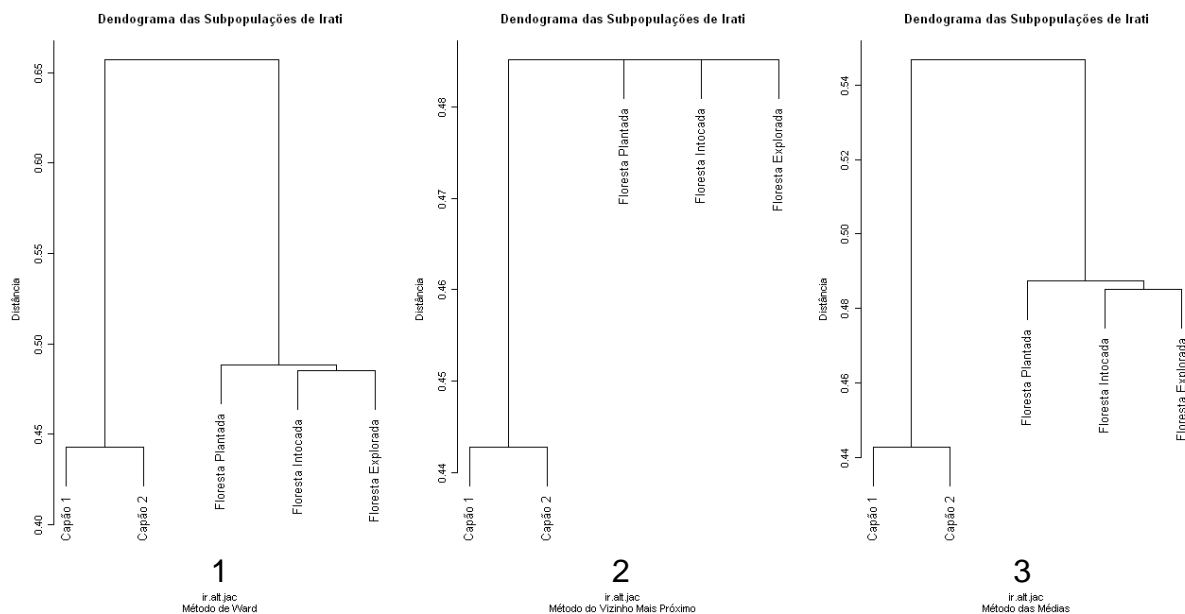 Dendograma das Subpopulações de Irati
Distância
0.65
0.60
0.55
0.50
0.45
0.40
Capão 1
Capão 2
Floresta Plantada
Floresta Intocada
Floresta Explorada
1
ir.alt.jac
Método de Ward
Dendograma das Subpopulações de Irati
Distância
0.48
0.47
0.46
0.45
0.44
Capão 1
Capão 2
Floresta Plantada
Floresta Intocada
Floresta Explorada
2
ir.alt.jac
Método do Vizinho Mais Próximo
Dendograma das Subpopulações de Irati
Distância
0.54
0.52
0.50
0.48
0.46
0.44
Capão 1
Capão 2
Floresta Plantada
Floresta Intocada
Floresta Explorada
3
ir.alt.jac
Método das Médias